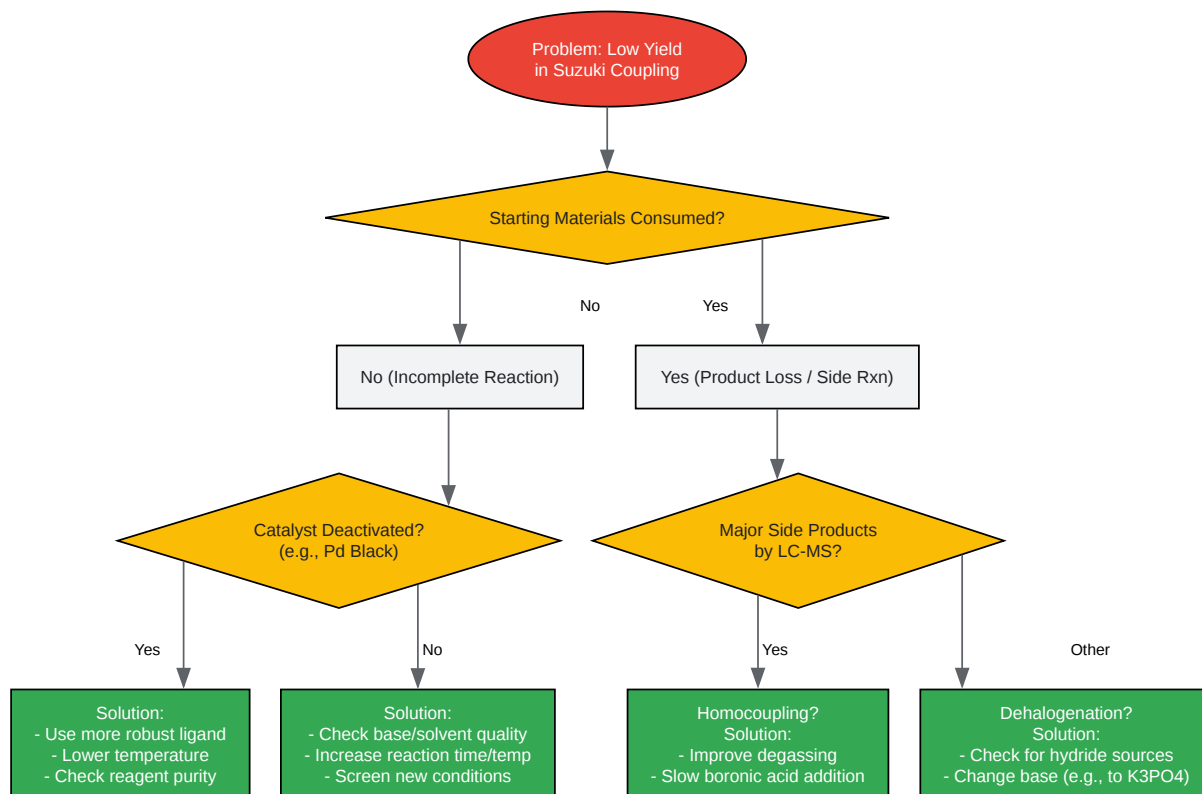 Problem: Low Yield
in Suzuki Coupling
Starting Materials Consumed?
No
Yes
No (Incomplete Reaction)
Yes (Product Loss / Side Rxn)
Catalyst Deactivated?
(e.g., Pd Black)
Major Side Products
by LC-MS?
Yes
No
Yes
Other
Solution:
- Use more robust ligand
- Lower temperature
- Check reagent purity
Solution:
- Check base/solvent quality
- Increase reaction time/temp
- Screen new conditions
Homocoupling?
Solution:
- Improve degassing
- Slow boronic acid addition
Dehalogenation?
Solution:
- Check for hydride sources
- Change base (e.g., to K3PO4)